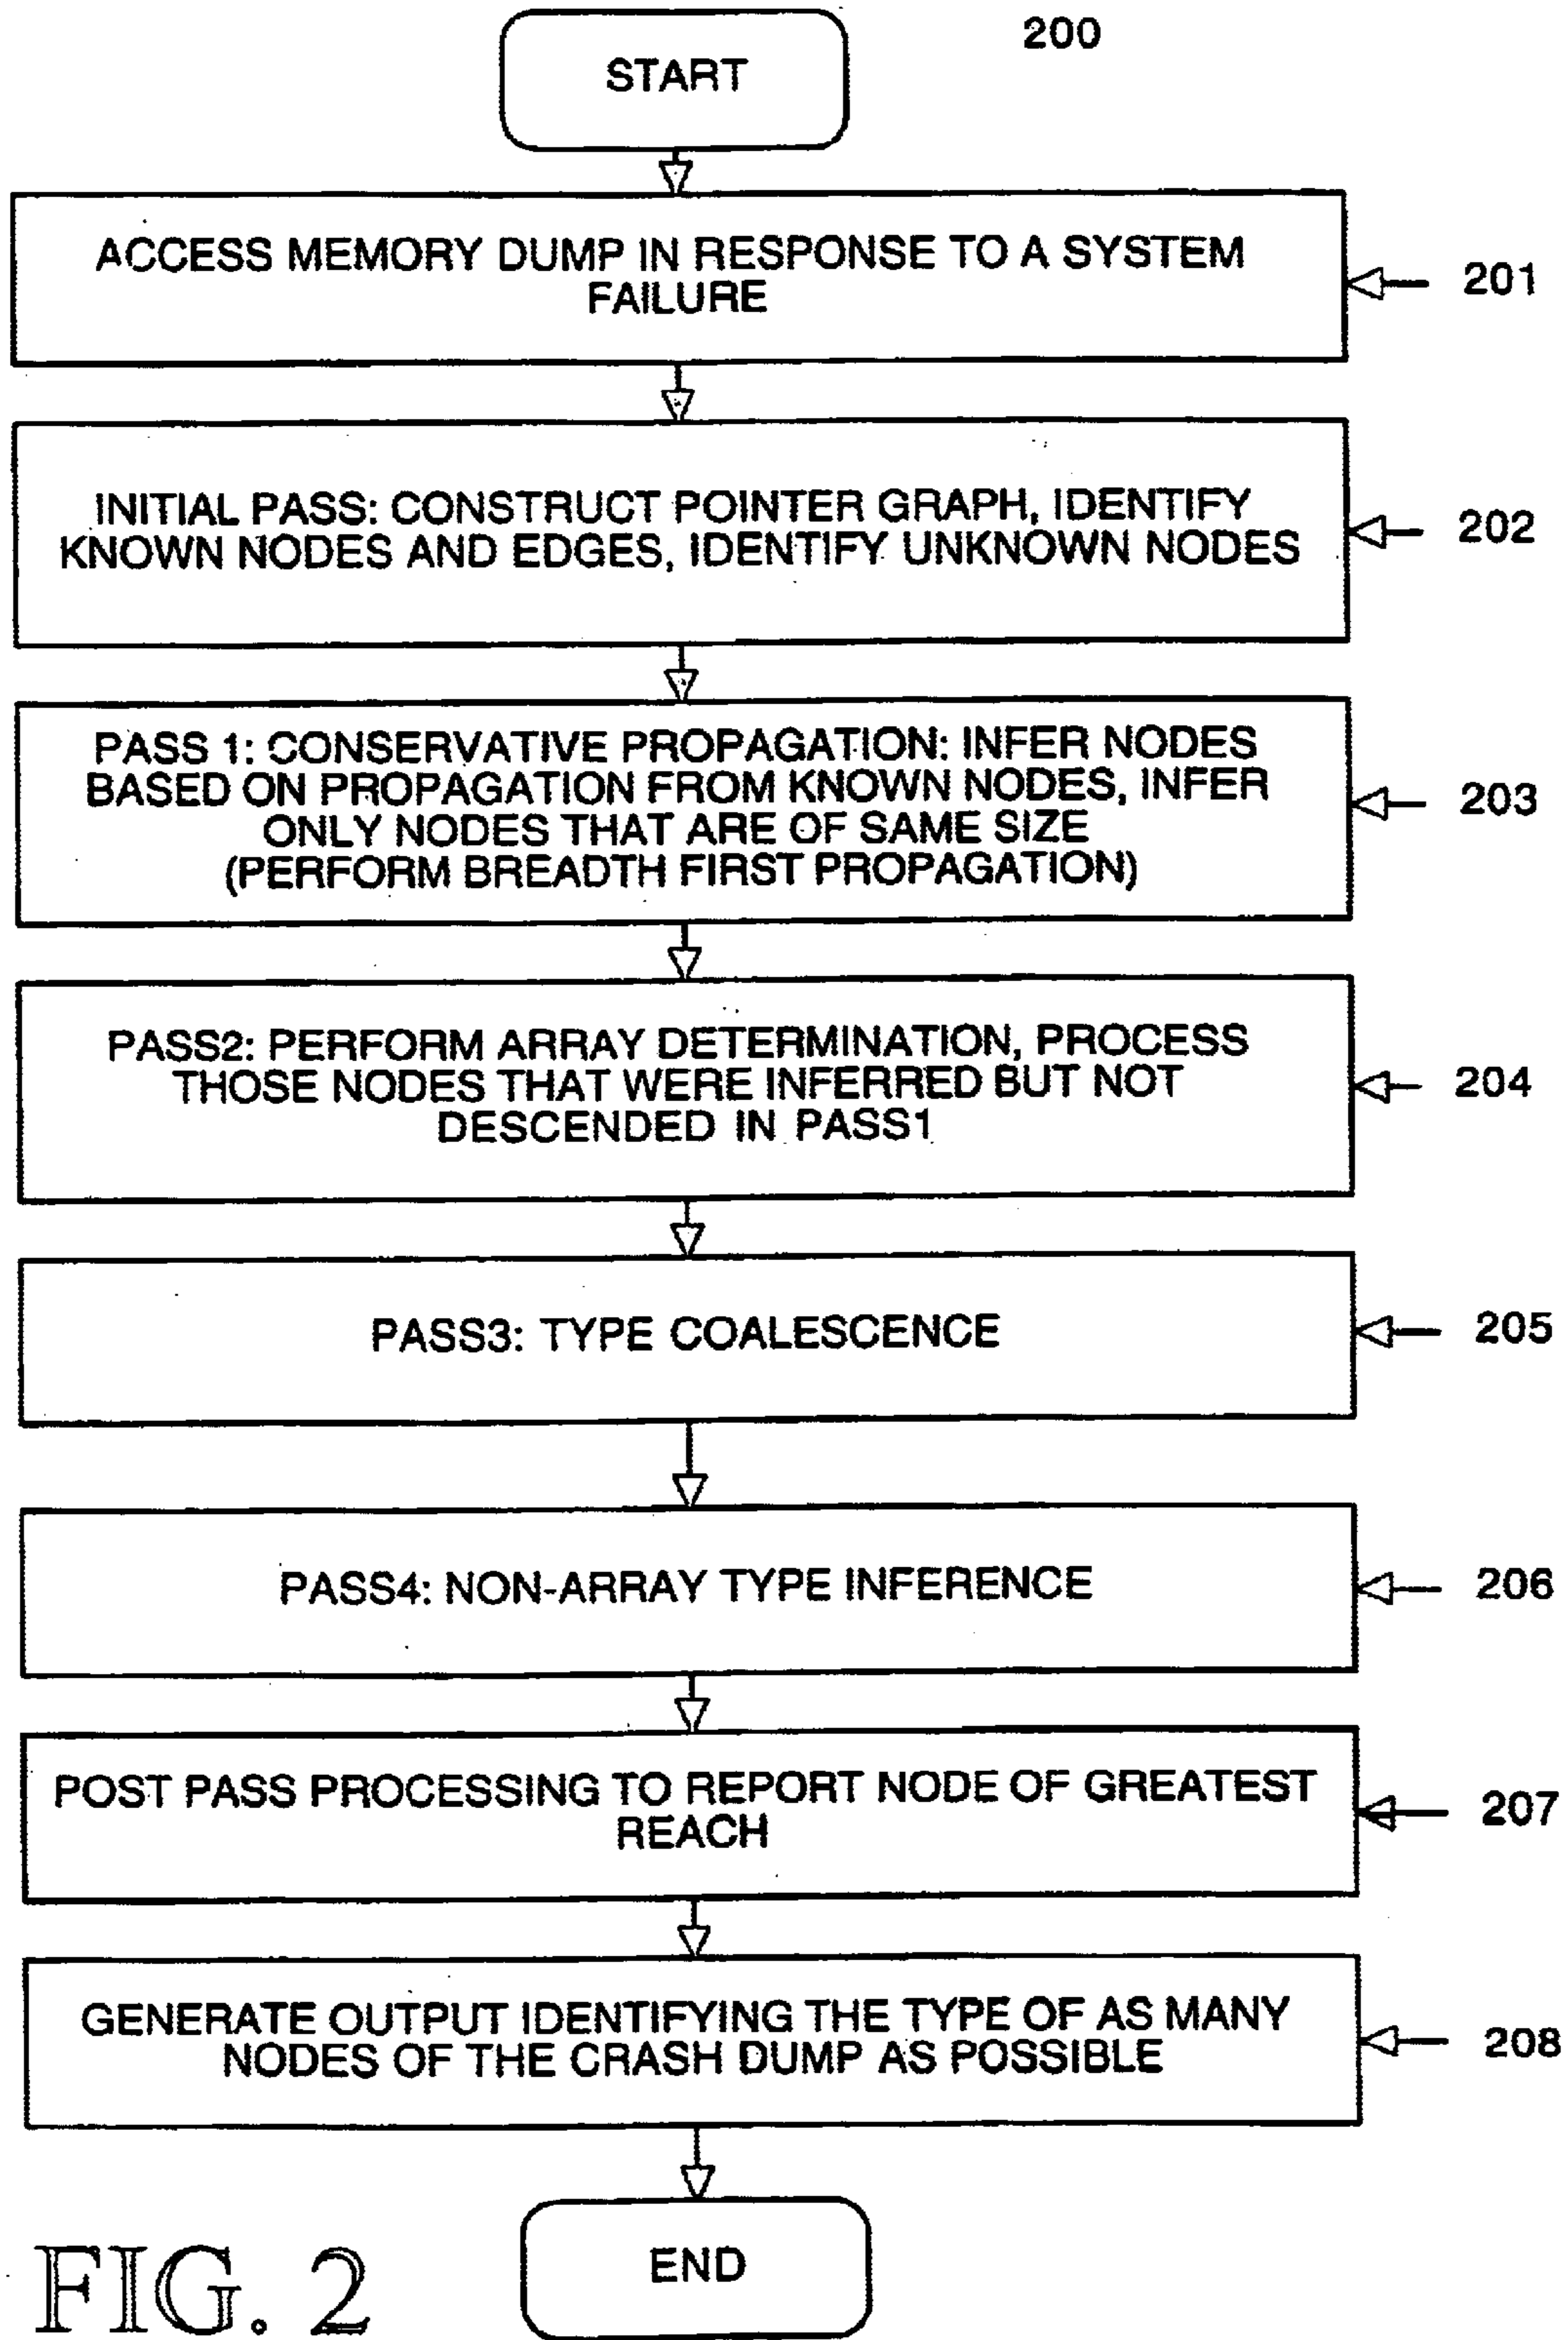 200
START
ACCESS MEMORY DUMP IN RESPONSE TO A SYSTEM
FAILURE
201
INITIAL PASS: CONSTRUCT POINTER GRAPH, IDENTIFY
KNOWN NODES AND EDGES, IDENTIFY UNKNOWN NODES
202
PASS 1: CONSERVATIVE PROPAGATION: INFER NODES
BASED ON PROPAGATION FROM KNOWN NODES, INFER
ONLY NODES THAT ARE OF SAME SIZE
(PERFORM BREADTH FIRST PROPAGATION)
203
PASS2: PERFORM ARRAY DETERMINATION, PROCESS
THOSE NODES THAT WERE INFERRED BUT NOT
DESCENDED IN PASS1
204
PASS3: TYPE COALESCENCE
205
PASS4: NON-ARRAY TYPE INFERENCE
206
POST PASS PROCESSING TO REPORT NODE OF GREATEST
REACH
207
GENERATE OUTPUT IDENTIFYING THE TYPE OF AS MANY
NODES OF THE CRASH DUMP AS POSSIBLE
208
END
FIG. 2